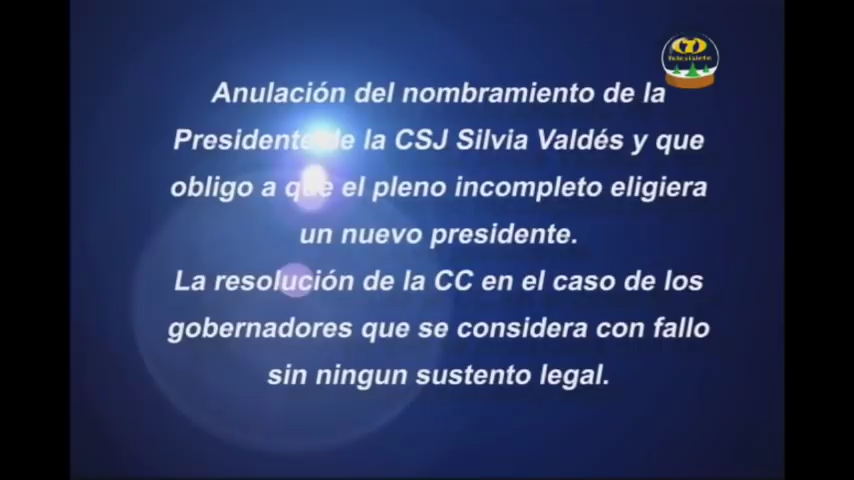 7
Televisiete
Anulación del nombramiento de la
Presidente de la CSJ Silvia Valdés y que
obligo a que el pleno incompleto eligiera
un nuevo presidente.
La resolución de la CC en el caso de los
gobernadores que se considera con fallo
sin ningun sustento legal.